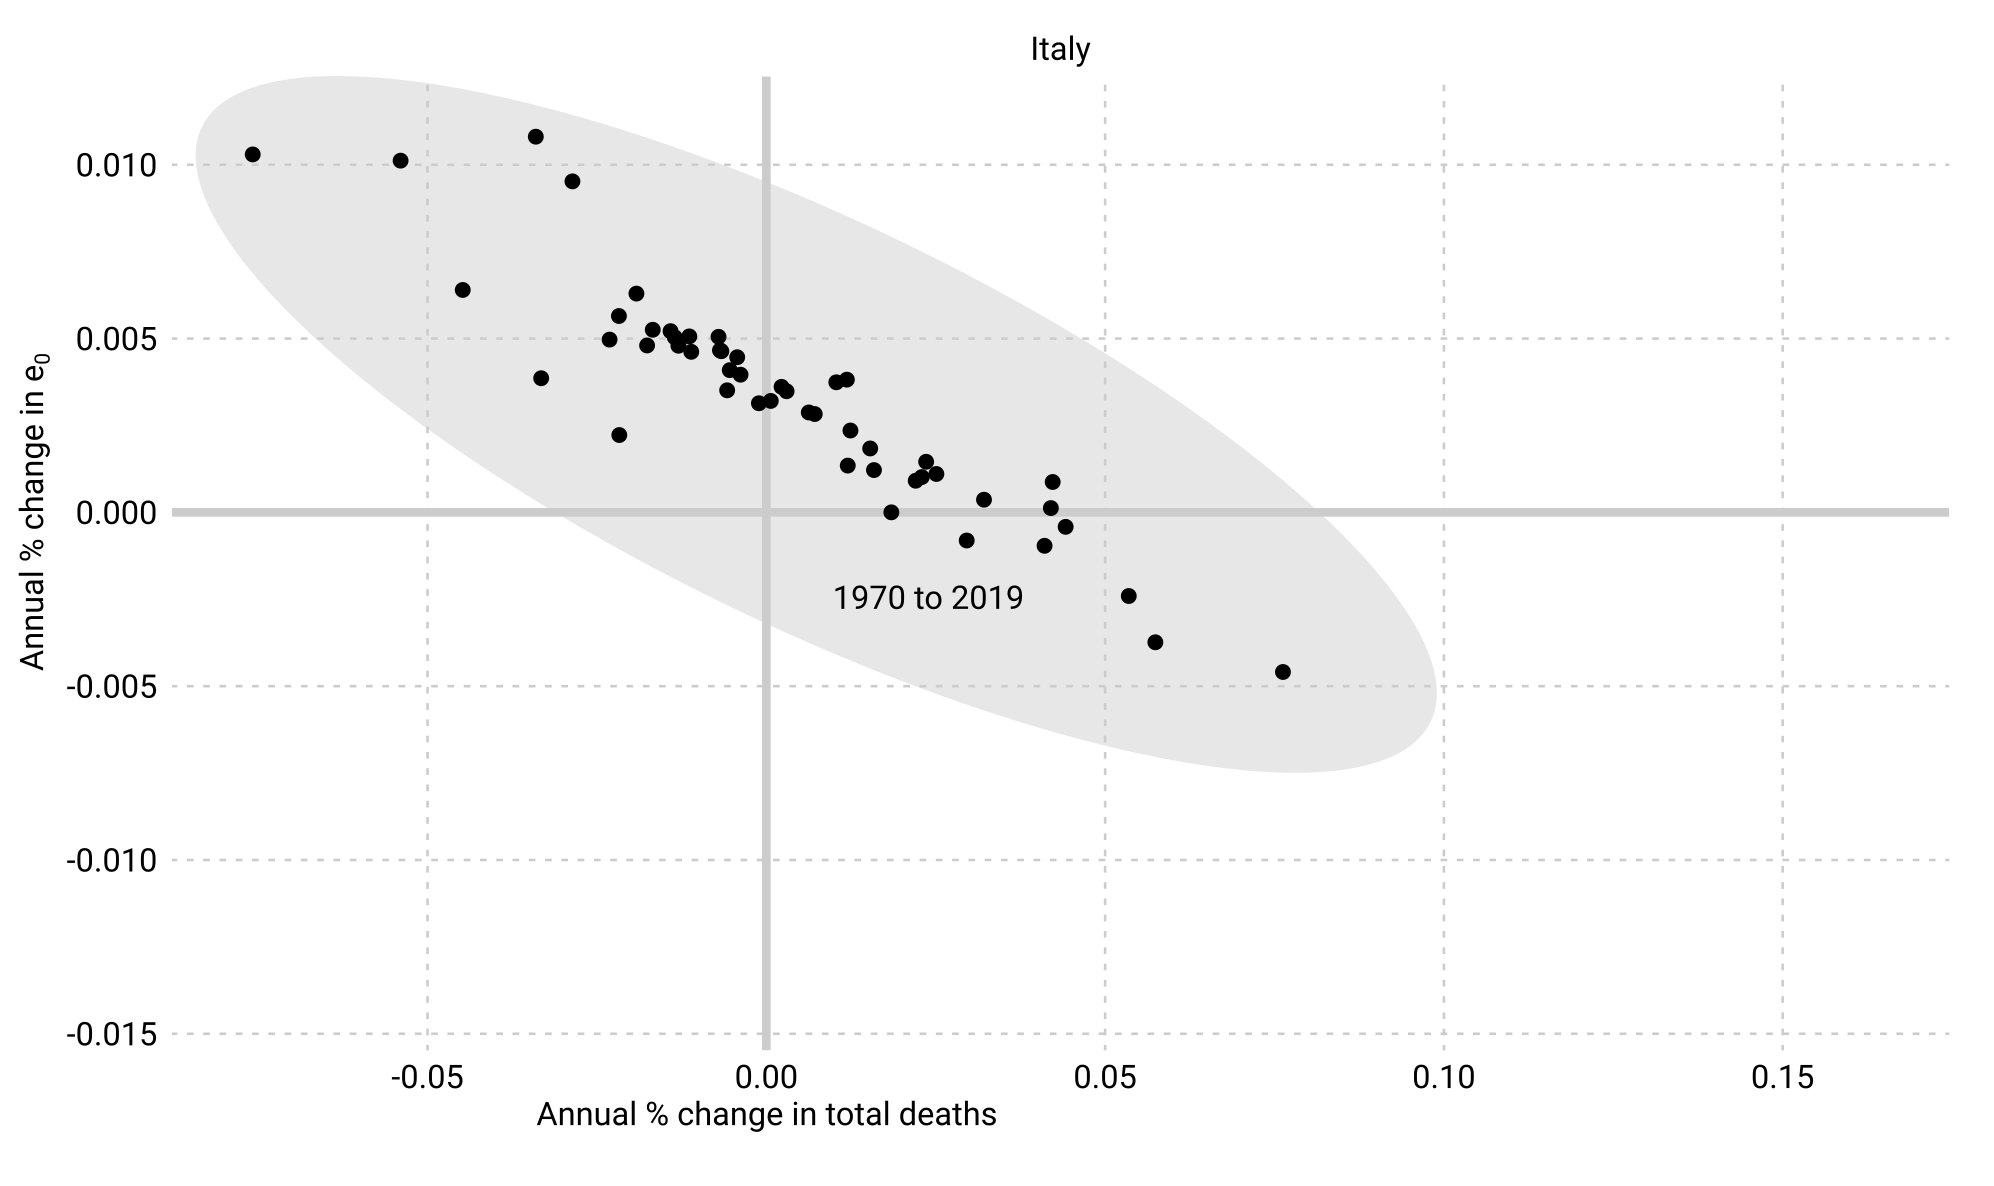 Italy
0.010
0.005
0.000
-0.005
-0.010
-0.015
Annual % change in e0
1970 to 2019
-0.05 0.00 0.05 0.10 0.15
Annual % change in total deaths